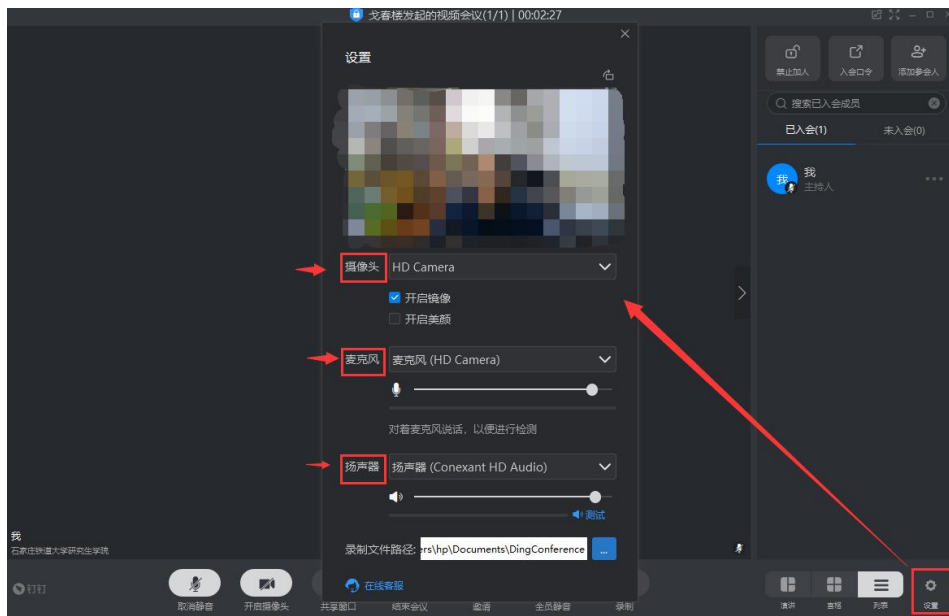 戈春楼发起的视频会议(1/1) | 00:02:27
设置
摄像头
HD Camera
开启镜像
开启美颜
麦克风
麦克风 (HD Camera)
对着麦克风说话，以便进行检测
扬声器
扬声器 (Conexant HD Audio)
测试
录制文件路径:
ers\hp\Documents\DingConference
...
在线客服
禁止加人
入会口令
添加参会人
搜索已入会成员
已入会(1)
未入会(0)
我
我
主持人
我
石家庄铁道大学研究生学院
钉钉
取消静音
开启摄像头
共享窗口
结束会议
邀请
全员静音
录制
演讲
宫格
列表
设置